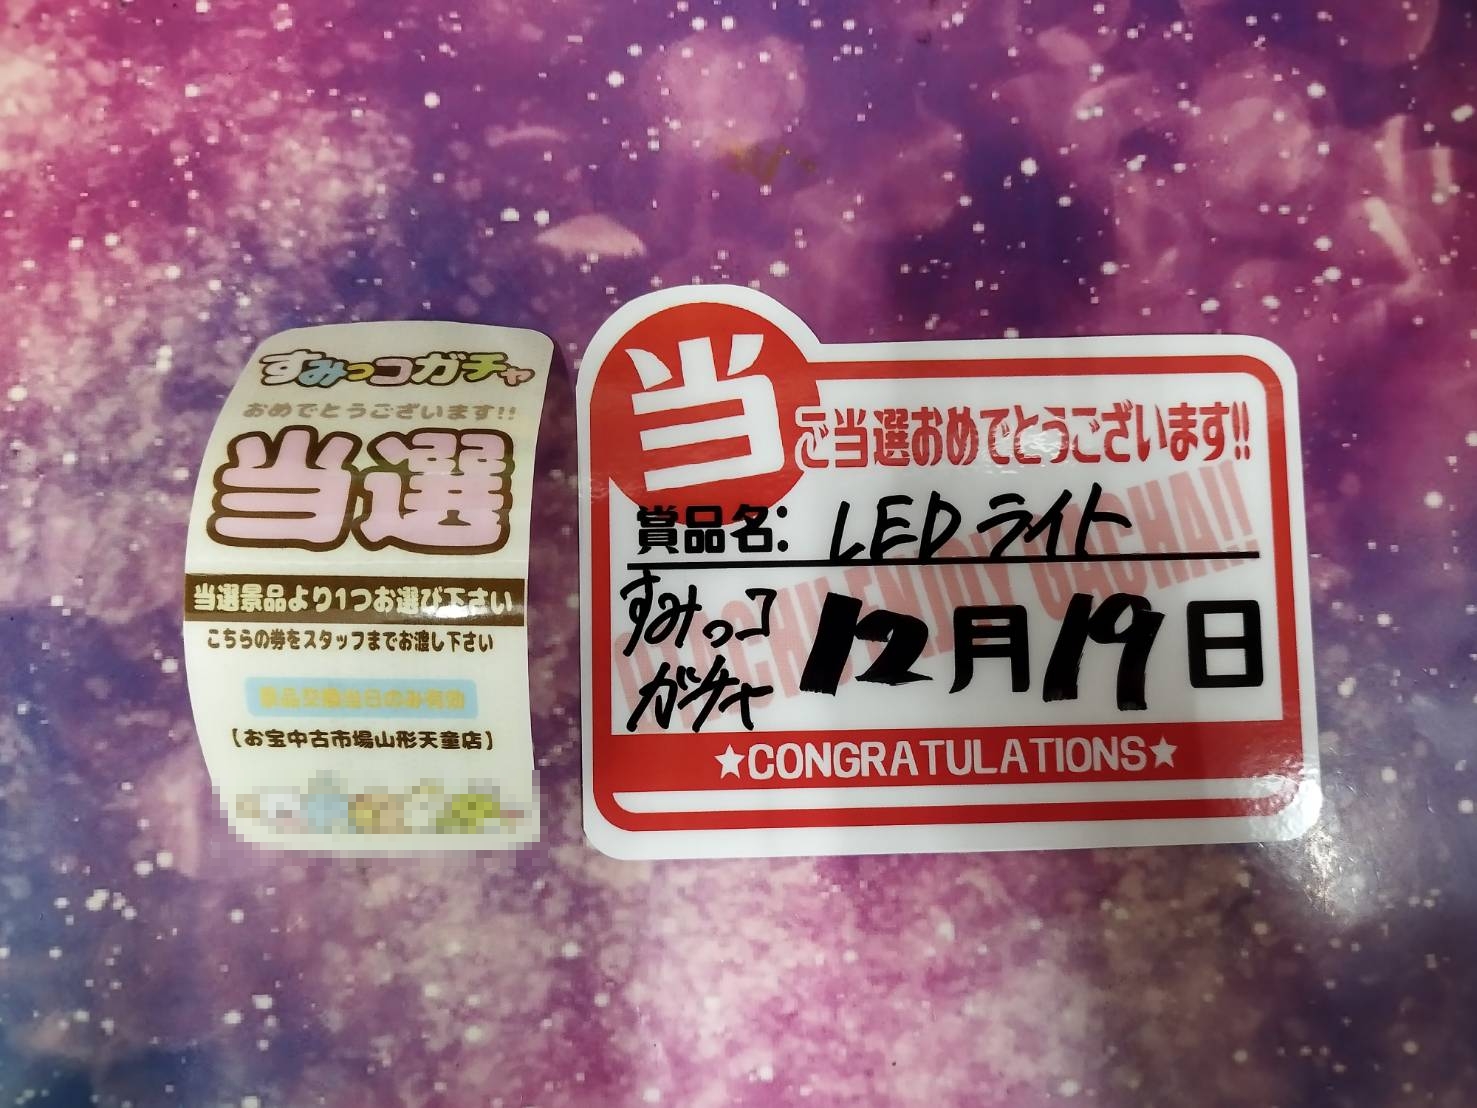 すみっコガチャ
おめでとうございます!!
当選
当選景品より1つお選び下さい
こちらの券をスタッフまでお渡し下さい
景品交換当日のみ有効
【お宝中古市場山形天童店】
当
ご当選おめでとうございます!!
賞品名: LEDライト
すみっコ
ガチャ
12月19日
OTACHU ENJOY GACHA!!
★CONGRATULATIONS★